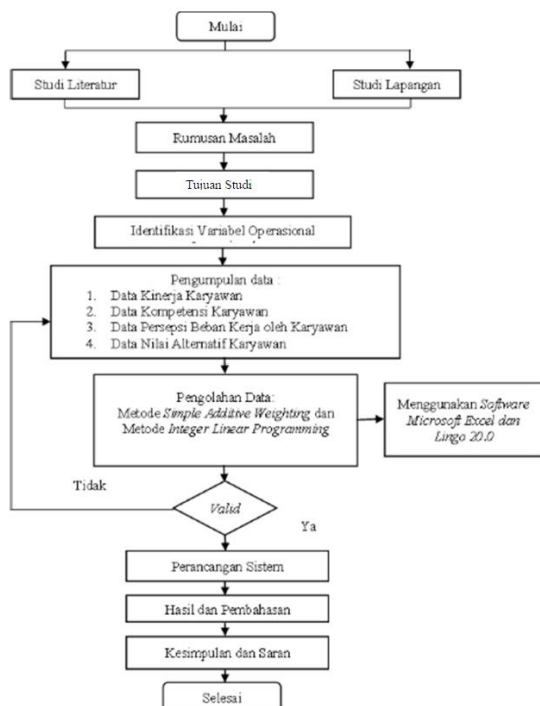 Mulai
Studi Literatur
Studi Lapangan
Rumusan Masalah
Tujuan Studi
Identifikasi Variabel Operasional
Pengumpulan data :
1. Data Kinerja Karyawan
2. Data Kompetensi Karyawan
3. Data Persepsi Beban Kerja oleh Karyawan
4. Data Nilai Alternatif Karyawan
Pengolahan Data:
Metode Simple Additive Weighting dan
Metode Integer Linear Programming
Menggunakan Software
Microsoft Excel dan
Lingo 20.0
Tidak
Valid
Ya
Perancangan Sistem
Hasil dan Pembahasan
Kesimpulan dan Saran
Selesai